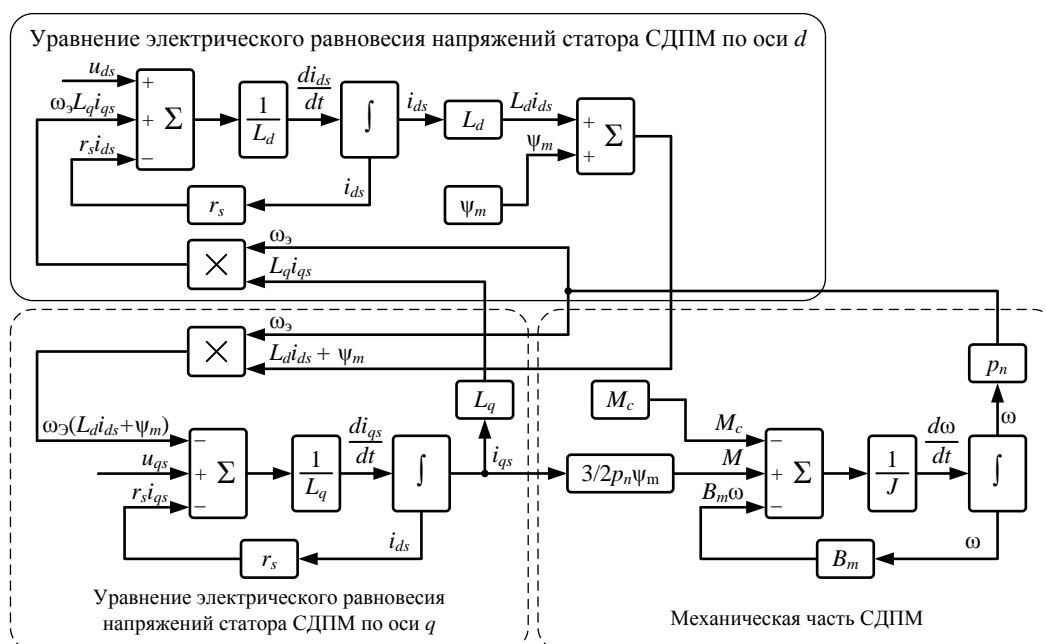 Уравнение электрического равновесия напряжений статора СДПМ по оси d
u_ds
+
ω_э L_q i_qs
+
Σ
r_s i_ds
−
1/L_d
di_ds/dt
∫
i_ds
L_d
L_d i_ds
+
ψ_m
+
Σ
i_ds
r_s
ψ_m
×
ω_э
L_q i_qs
×
ω_э
L_d i_ds + ψ_m
p_n
L_q
M_c
ω
ω_Э(L_d i_ds+ψ_m)
−
u_qs
+
Σ
r_s i_qs
−
1/L_q
di_qs/dt
∫
i_qs
3/2p_nψ_m
M_c
−
M
+
Σ
B_mω
−
1/J
dω/dt
∫
i_ds
r_s
ω
B_m
Уравнение электрического равновесия
напряжений статора СДПМ по оси q
Механическая часть СДПМ